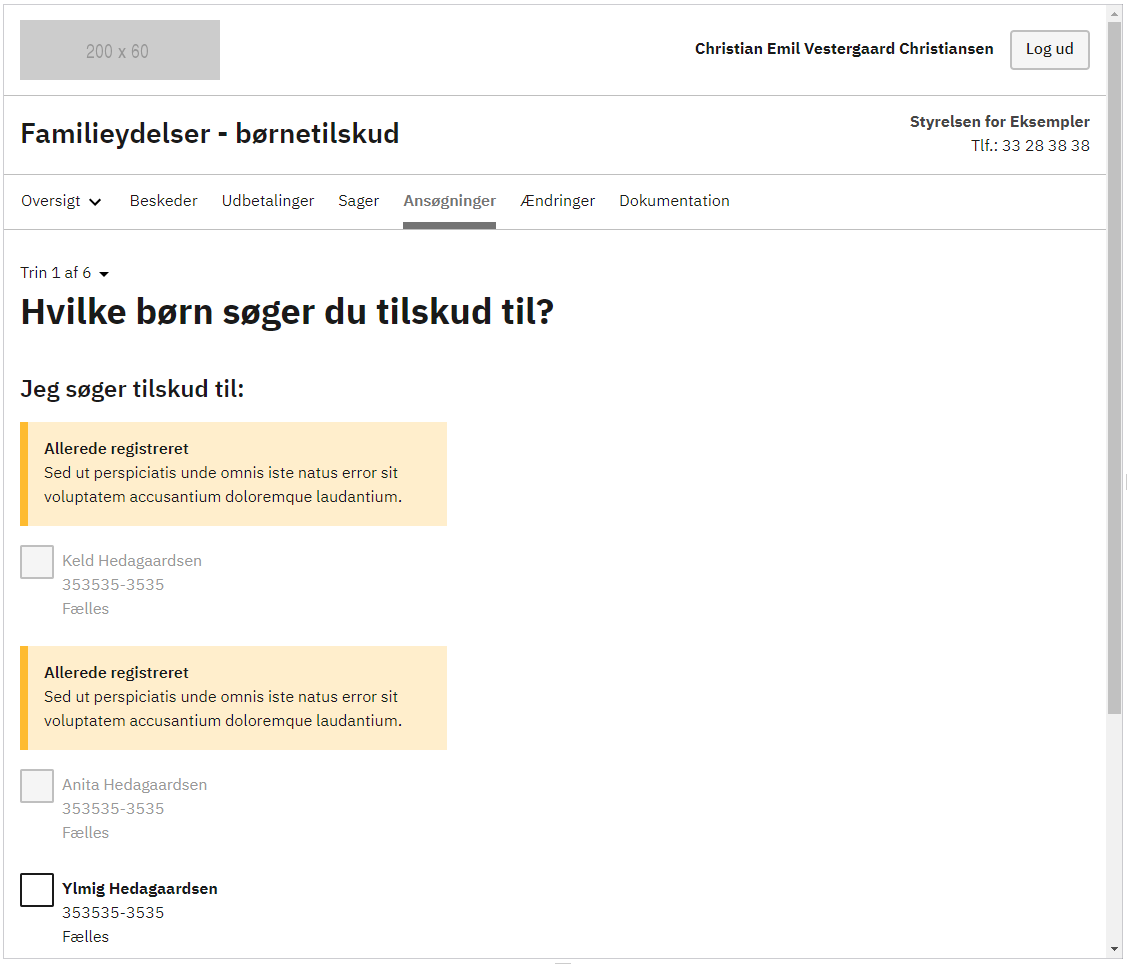 200 x 60
Christian Emil Vestergaard Christiansen
Log ud
Familieydelser - børnetilskud
Styrelsen for Eksempler
Tlf.: 33 28 38 38
Oversigt Beskeder Udbetalinger Sager Ansøgninger Ændringer Dokumentation
Trin 1 af 6
Hvilke børn søger du tilskud til?
Jeg søger tilskud til:
Allerede registreret
Sed ut perspiciatis unde omnis iste natus error sit
voluptatem accusantium doloremque laudantium.
Keld Hedagaardsen
353535-3535
Fælles
Allerede registreret
Sed ut perspiciatis unde omnis iste natus error sit
voluptatem accusantium doloremque laudantium.
Anita Hedagaardsen
353535-3535
Fælles
Ylmig Hedagaardsen
353535-3535
Fælles